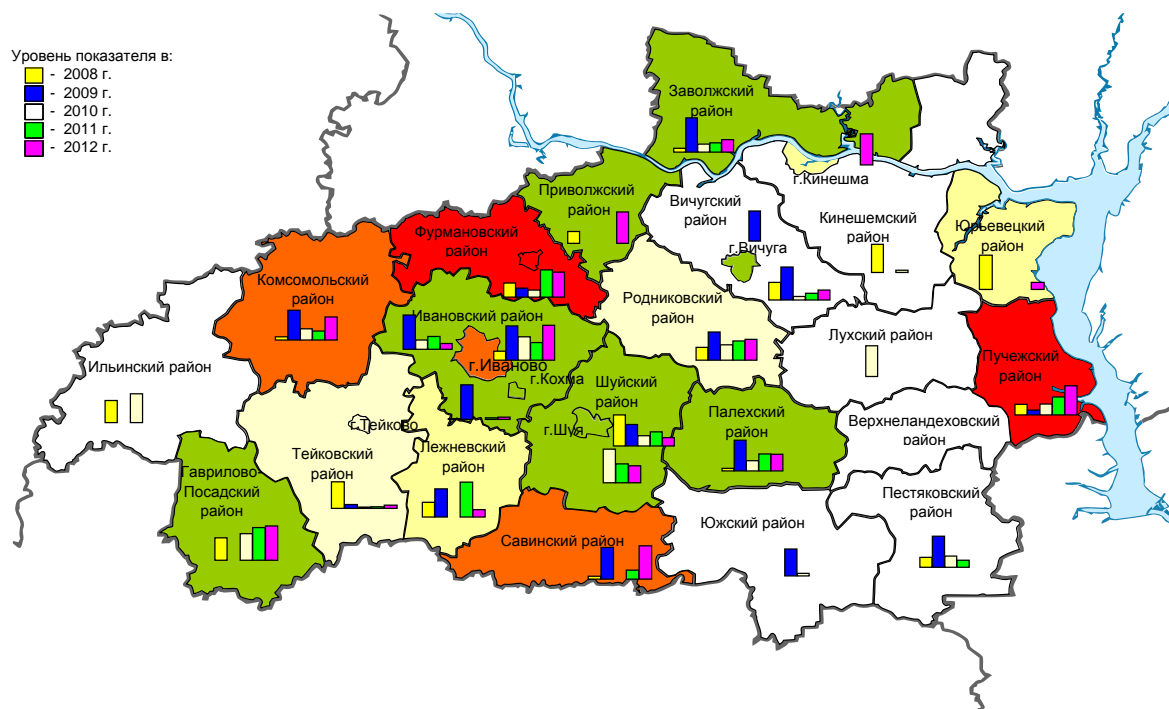 Уровень показателя в:
- 2008 г.
- 2009 г.
- 2010 г.
- 2011 г.
- 2012 г.
Заволжский
район
г.Кинешма
Приволжский
район
Вичугский
район
Кинешемский
район
Юрьевецкий
район
Фурмановский
район
г.Вичуга
Комсомольский
район
Родниковский
район
Ивановский район
Лухский район
Пучежский
район
Ильинский район
г.Иваново
г.Кохма
Шуйский
район
Палехский
район
Верхнеландеховский
район
г.Тейково
г.Шуя
Тейковский
район
Лежневский
район
Гаврилово-
Посадский
район
Пестяковский
район
Южский район
Савинский район